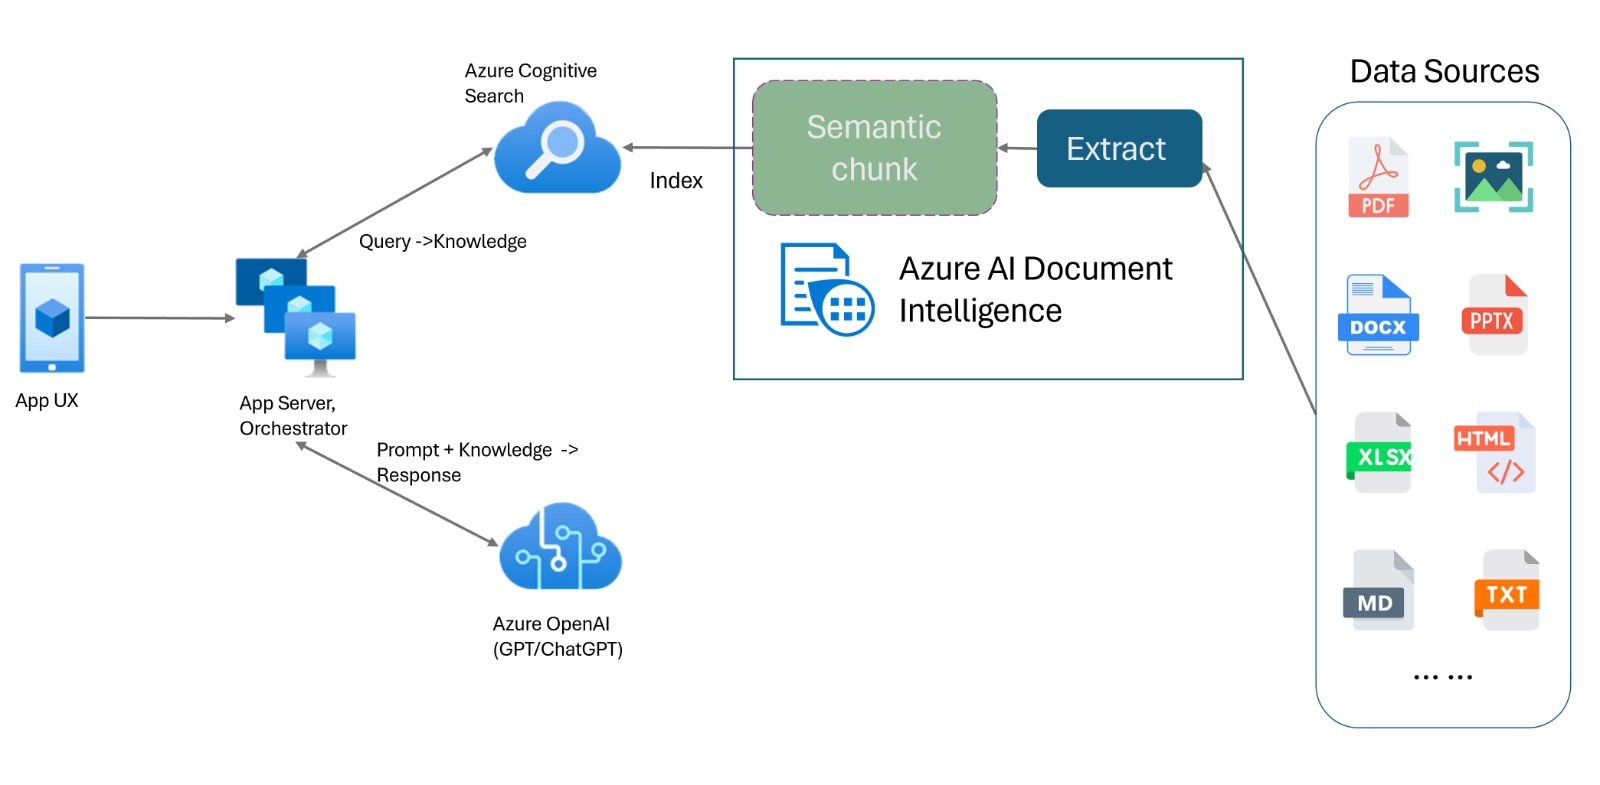 Azure Cognitive
Search
Semantic
chunk
Extract
Data Sources
Index
PDF
Query ->Knowledge
Azure AI Document
Intelligence
DOCX
PPTX
App UX
App Server,
Orchestrator
Prompt + Knowledge ->
Response
XLSX
HTML
</>
Azure OpenAI
(GPT/ChatGPT)
MD
TXT
... ...